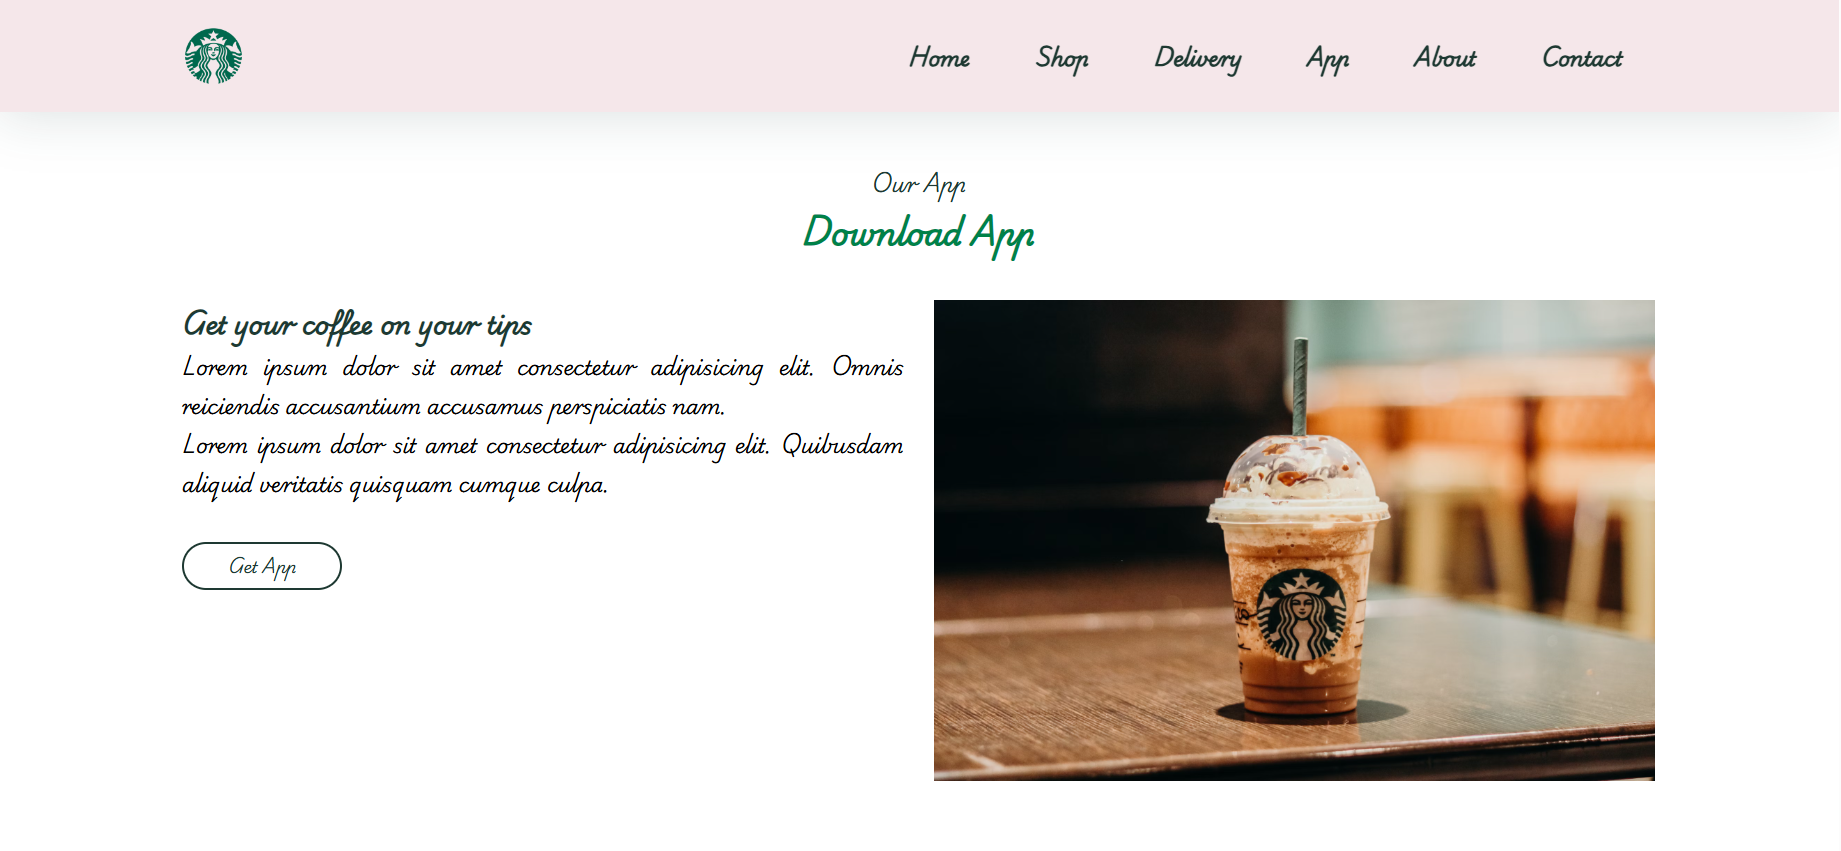 Home Shop Delivery App About Contact
Our App
Download App
Get your coffee on your tips
Lorem ipsum dolor sit amet consectetur adipisicing elit. Omnis
reiciendis accusantium accusamus perspiciatis nam.
Lorem ipsum dolor sit amet consectetur adipisicing elit. Quibusdam
aliquid veritatis quisquam cumque culpa.
Get App